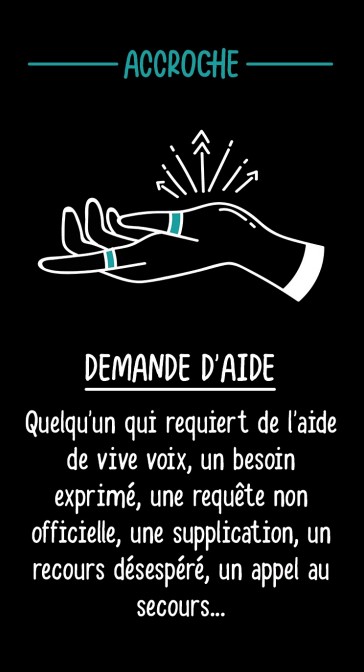 ACCROCHE
DEMANDE D'AIDE
Quelqu'un qui requiert de l'aide
de vive voix, un besoin
exprimé, une requête non
officielle, une supplication, un
recours désespéré, un appel au
secours...